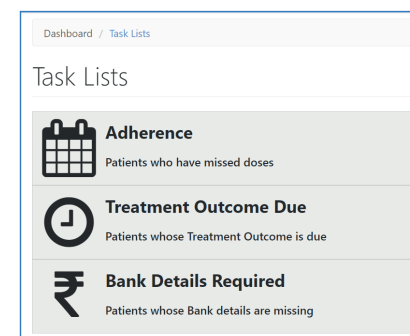 Dashboard / Task Lists
Task Lists
Adherence
Patients who have missed doses
Treatment Outcome Due
Patients whose Treatment Outcome is due
Bank Details Required
Patients whose Bank details are missing